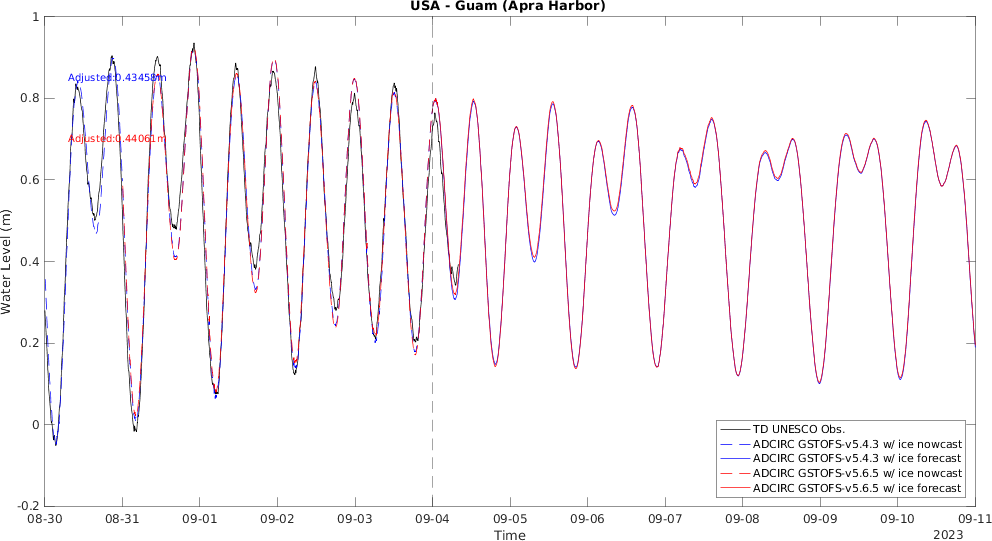 USA - Guam (Apra Harbor)
1
0.8
0.6
0.4
0.2
0
-0.2
Water Level (m)
Adjusted:0.43458m
Adjusted:0.44061m
TD UNESCO Obs.
ADCIRC GSTOFS-v5.4.3 w/ ice nowcast
ADCIRC GSTOFS-v5.4.3 w/ ice forecast
ADCIRC GSTOFS-v5.6.5 w/ ice nowcast
ADCIRC GSTOFS-v5.6.5 w/ ice forecast
08-30 08-31 09-01 09-02 09-03 09-04 09-05 09-06 09-07 09-08 09-09 09-10 09-11
Time
2023